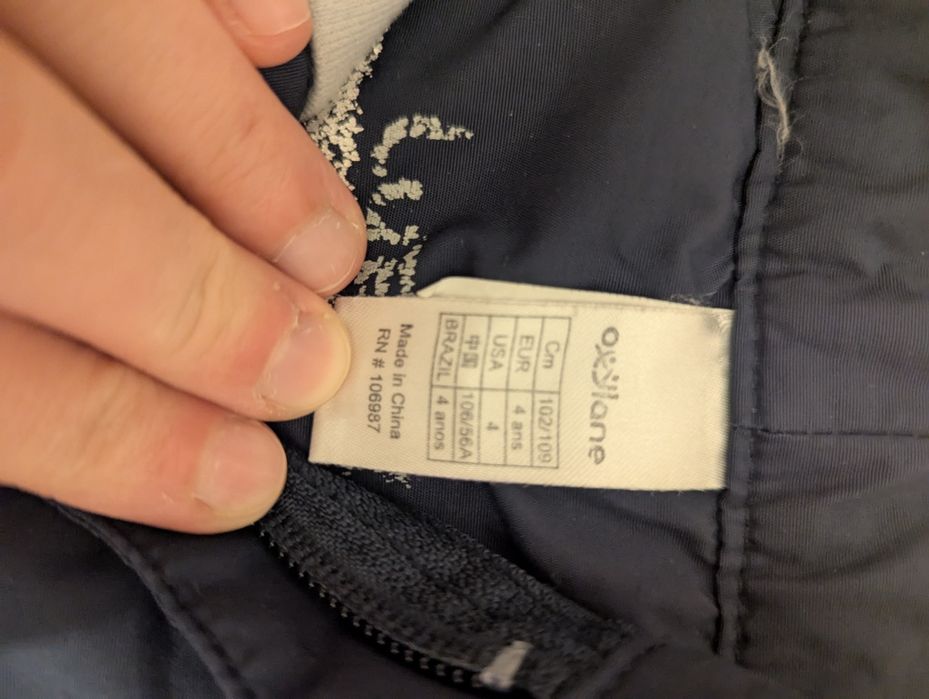 oxylane
Cm 102/109
EUR 4 ans
USA 4
中国 106/56A
BRAZIL 4 anos
Made in China
RN # 106987